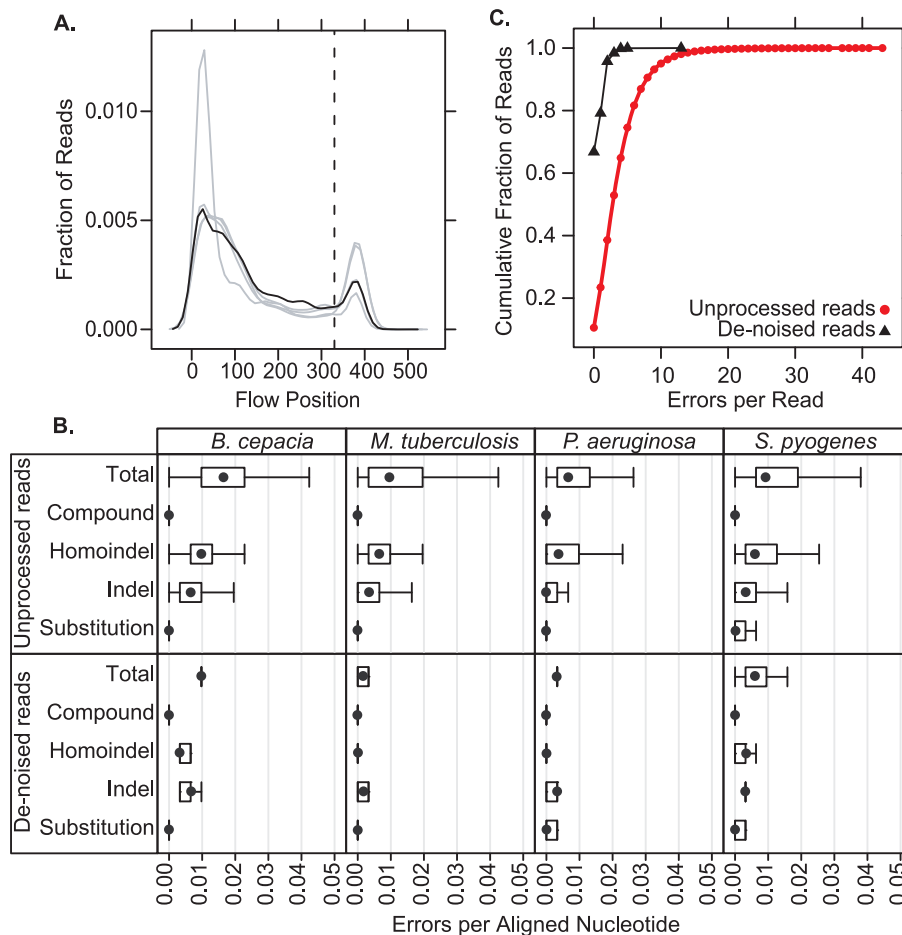 A.
Fraction of Reads
0.010
0.005
0.000
0 100 200 300 400 500
Flow Position
C.
Cumulative Fraction of Reads
1.0
0.8
0.6
0.4
0.2
Unprocessed reads
De-noised reads
0 10 20 30 40
Errors per Read
B.
B. cepacia M. tuberculosis P. aeruginosa S. pyogenes
Unprocessed reads
Total
Compound
Homoindel
Indel
Substitution
De-noised reads
Total
Compound
Homoindel
Indel
Substitution
0.00 0.01 0.02 0.03 0.04 0.05 0.00 0.01 0.02 0.03 0.04 0.05 0.00 0.01 0.02 0.03 0.04 0.05 0.00 0.01 0.02 0.03 0.04 0.05
Errors per Aligned Nucleotide